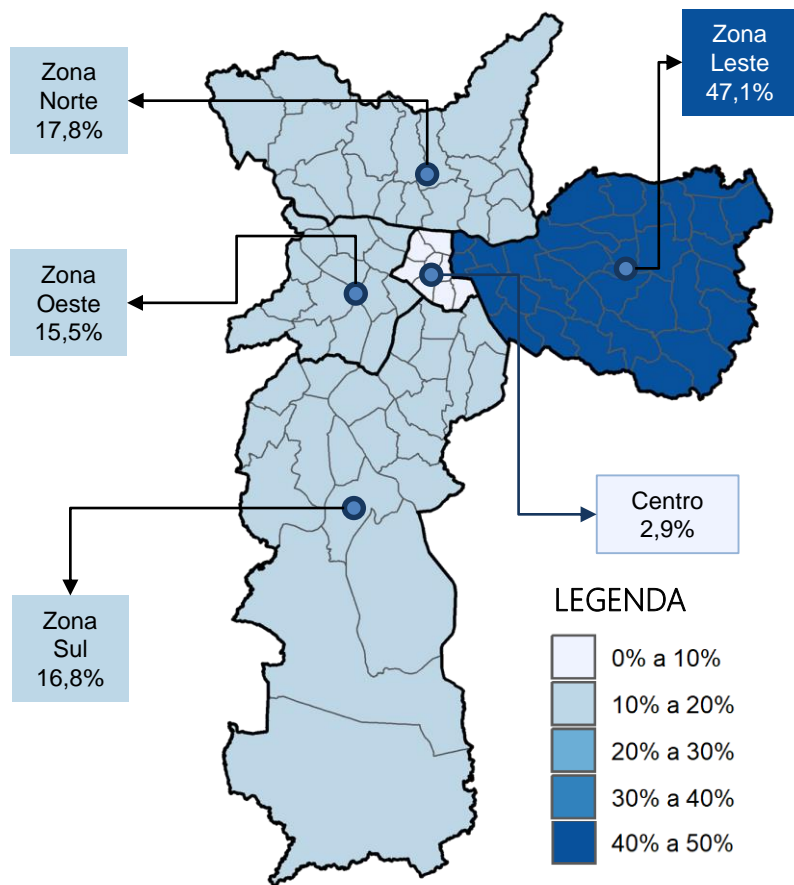 Zona
Norte
17,8%
Zona
Leste
47,1%
Zona
Oeste
15,5%
Centro
2,9%
Zona
Sul
16,8%
LEGENDA
0% a 10%
10% a 20%
20% a 30%
30% a 40%
40% a 50%